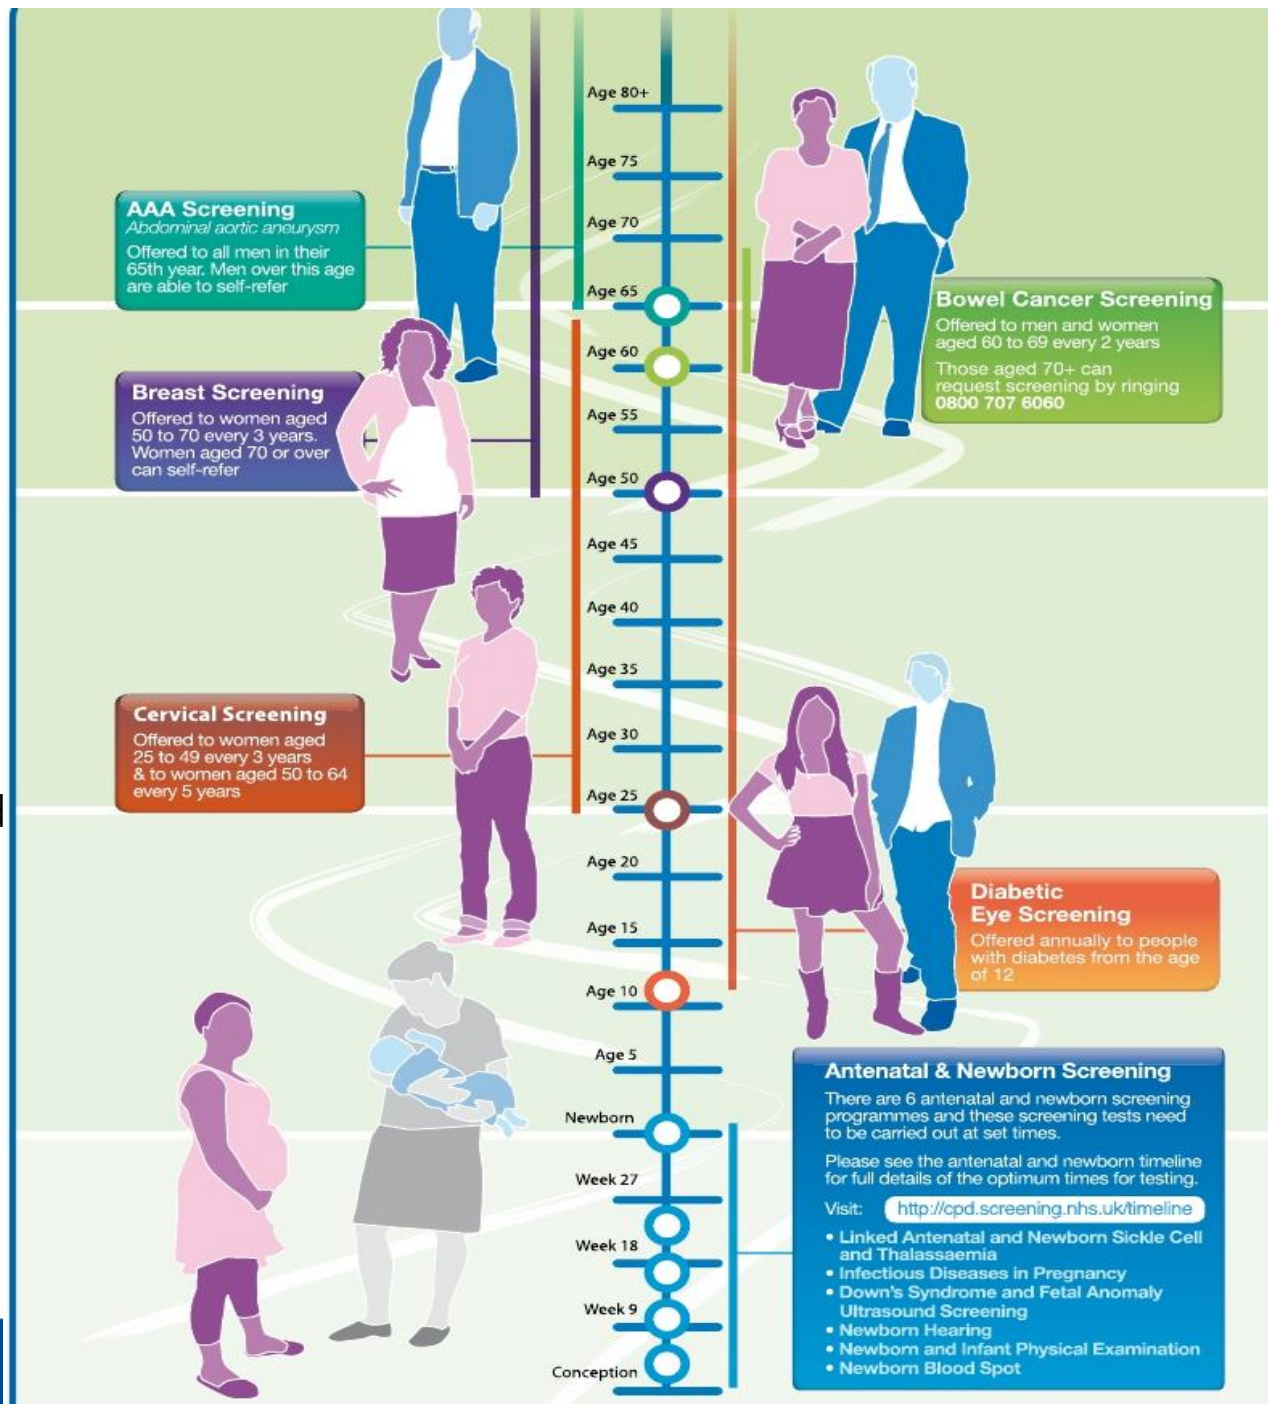 Age 80+
Age 75
Age 70
Age 65
Age 60
Age 55
Age 50
Age 45
Age 40
Age 35
Age 30
Age 25
Age 20
Age 15
Age 10
Age 5
Newborn
Week 27
Week 18
Week 9
Conception
AAA Screening
Abdominal aortic aneurysm
Offered to all men in their
65th year. Men over this age
are able to self-refer
Breast Screening
Offered to women aged
50 to 70 every 3 years.
Women aged 70 or over
can self-refer
Cervical Screening
Offered to women aged
25 to 49 every 3 years
& to women aged 50 to 64
every 5 years
Bowel Cancer Screening
Offered to men and women
aged 60 to 69 every 2 years
Those aged 70+ can
request screening by ringing
0800 707 6060
Diabetic
Eye Screening
Offered annually to people
with diabetes from the age
of 12
Antenatal & Newborn Screening
There are 6 antenatal and newborn screening
programmes and these screening tests need
to be carried out at set times.
Please see the antenatal and newborn timeline
for full details of the optimum times for testing.
Visit: http://cpd.screening.nhs.uk/timeline
• Linked Antenatal and Newborn Sickle Cell
and Thalassaemia
• Infectious Diseases in Pregnancy
• Down's Syndrome and Fetal Anomaly
Ultrasound Screening
• Newborn Hearing
• Newborn and Infant Physical Examination
• Newborn Blood Spot